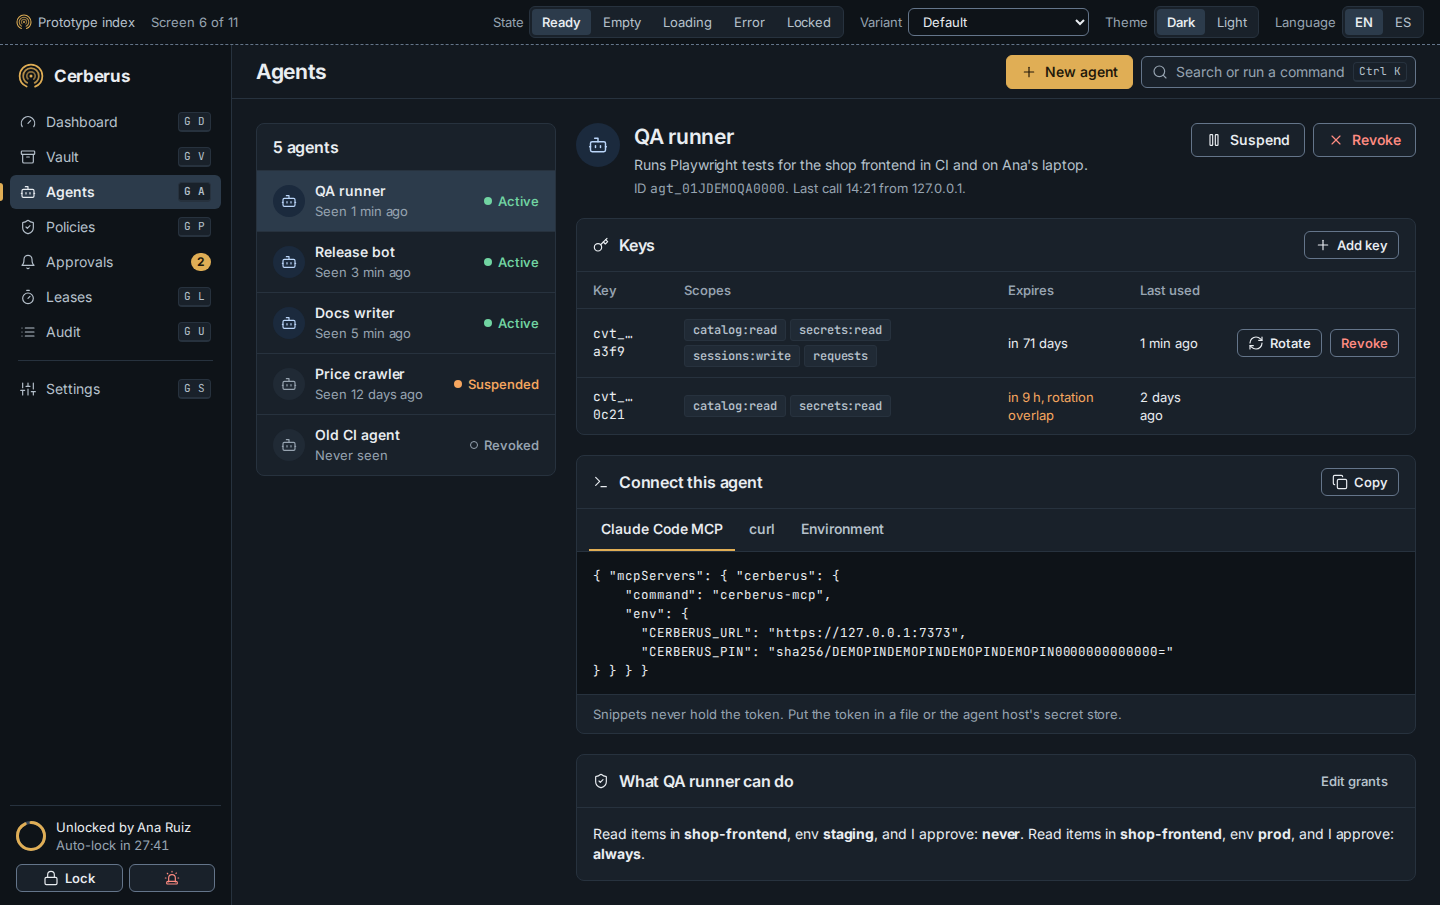 Prototype index Screen 6 of 11 State Ready Empty Loading Error Locked Variant Default Theme Dark Light Language EN ES
Cerberus
Dashboard G D
Vault G V
Agents G A
Policies G P
Approvals 2
Leases G L
Audit G U
Settings G S
Unlocked by Ana Ruiz
Auto-lock in 27:41
Lock
Agents
New agent
Search or run a command Ctrl K
5 agents
QA runner
Seen 1 min ago
Active
Release bot
Seen 3 min ago
Active
Docs writer
Seen 5 min ago
Active
Price crawler
Seen 12 days ago
Suspended
Old CI agent
Never seen
Revoked
QA runner
Runs Playwright tests for the shop frontend in CI and on Ana's laptop.
ID agt_01JDEMOQA0000. Last call 14:21 from 127.0.0.1.
Suspend
Revoke
Keys
Add key
Key Scopes Expires Last used
cvt_…
a3f9
catalog:read secrets:read
sessions:write requests
in 71 days
1 min ago
Rotate
Revoke
cvt_…
0c21
catalog:read secrets:read
in 9 h, rotation
overlap
2 days
ago
Connect this agent
Copy
Claude Code MCP curl Environment
{ "mcpServers": { "cerberus": {
"command": "cerberus-mcp",
"env": {
"CERBERUS_URL": "https://127.0.0.1:7373",
"CERBERUS_PIN": "sha256/DEMOPINDEMOPINDEMOPINDEMOPIN0000000000000="
} } } }
Snippets never hold the token. Put the token in a file or the agent host's secret store.
What QA runner can do
Edit grants
Read items in shop-frontend, env staging, and I approve: never. Read items in shop-frontend, env prod, and I approve:
always.